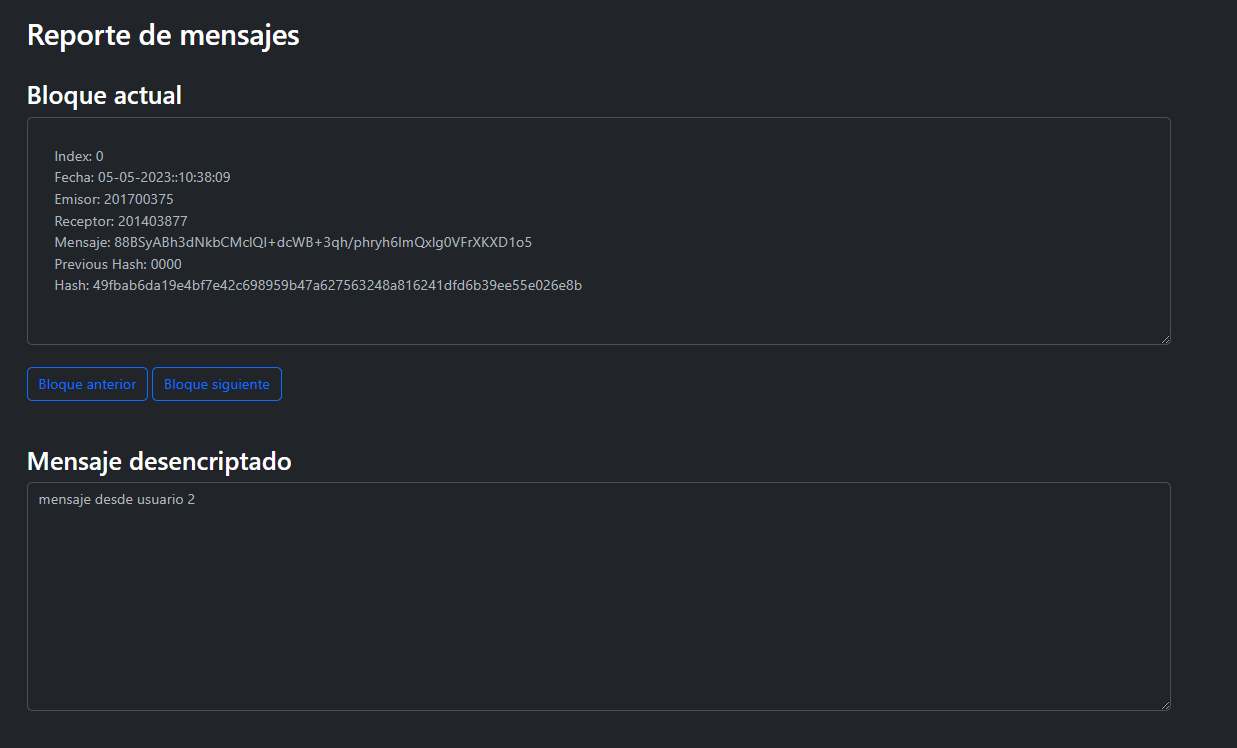 Reporte de mensajes
Bloque actual
Index: 0
Fecha: 05-05-2023::10:38:09
Emisor: 201700375
Receptor: 201403877
Mensaje: 88BSyABh3dNkbCMclQI+dcWB+3qh/phryh6ImQxlg0VFrXKXD1o5
Previous Hash: 0000
Hash: 49fbab6da19e4bf7e42c698959b47a627563248a816241dfd6b39ee55e026e8b
Bloque anterior Bloque siguiente
Mensaje desencriptado
mensaje desde usuario 2